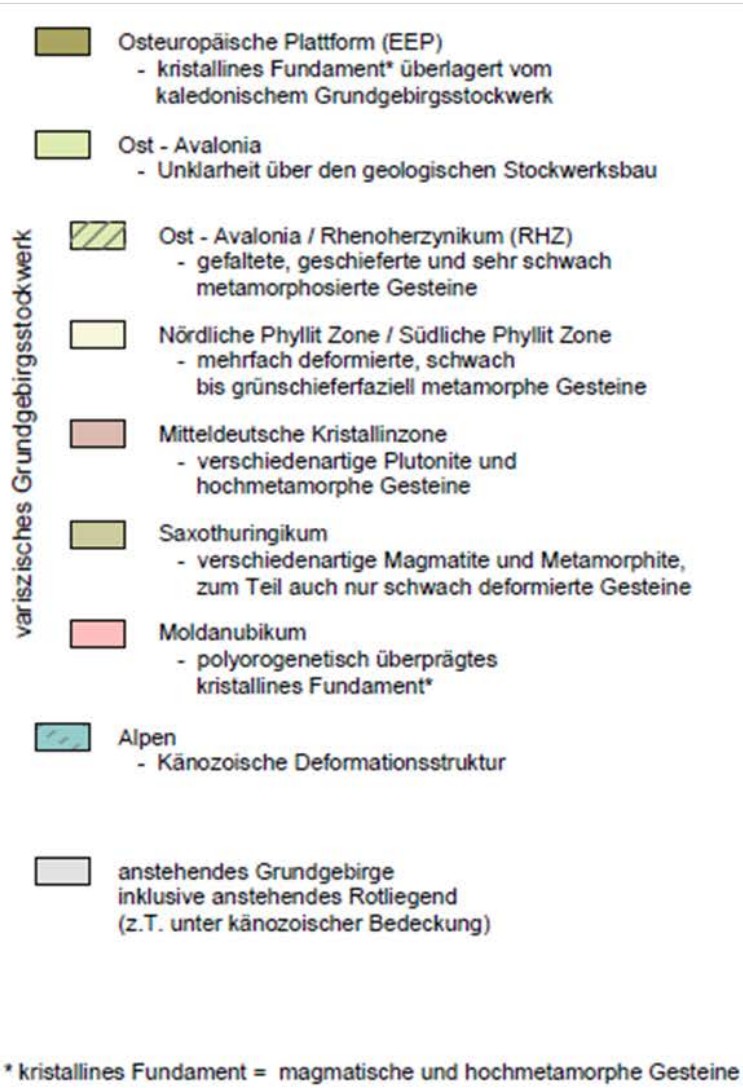 Osteuropäische Plattform (EEP)
- kristallines Fundament* überlagert vom
kaledonischem Grundgebirgsstockwerk
Ost - Avalonia
- Unklarheit über den geologischen Stockwerksbau
variszisches Grundgebirgsstockwerk
Ost - Avalonia / Rhenoherzynikum (RHZ)
- gefaltete, geschieferte und sehr schwach
metamorphosierte Gesteine
Nördliche Phyllit Zone / Südliche Phyllit Zone
- mehrfach deformierte, schwach
bis grünschieferfaziell metamorphe Gesteine
Mitteldeutsche Kristallinzone
- verschiedenartige Plutonite und
hochmetamorphe Gesteine
Saxothuringikum
- verschiedenartige Magmatite und Metamorphite,
zum Teil auch nur schwach deformierte Gesteine
Moldanubikum
- polyorogenetisch überprägtes
kristallines Fundament*
Alpen
- Känozoische Deformationsstruktur
anstehendes Grundgebirge
inklusive anstehendes Rotliegend
(z.T. unter känozoischer Bedeckung)
* kristallines Fundament = magmatische und hochmetamorphe Gesteine